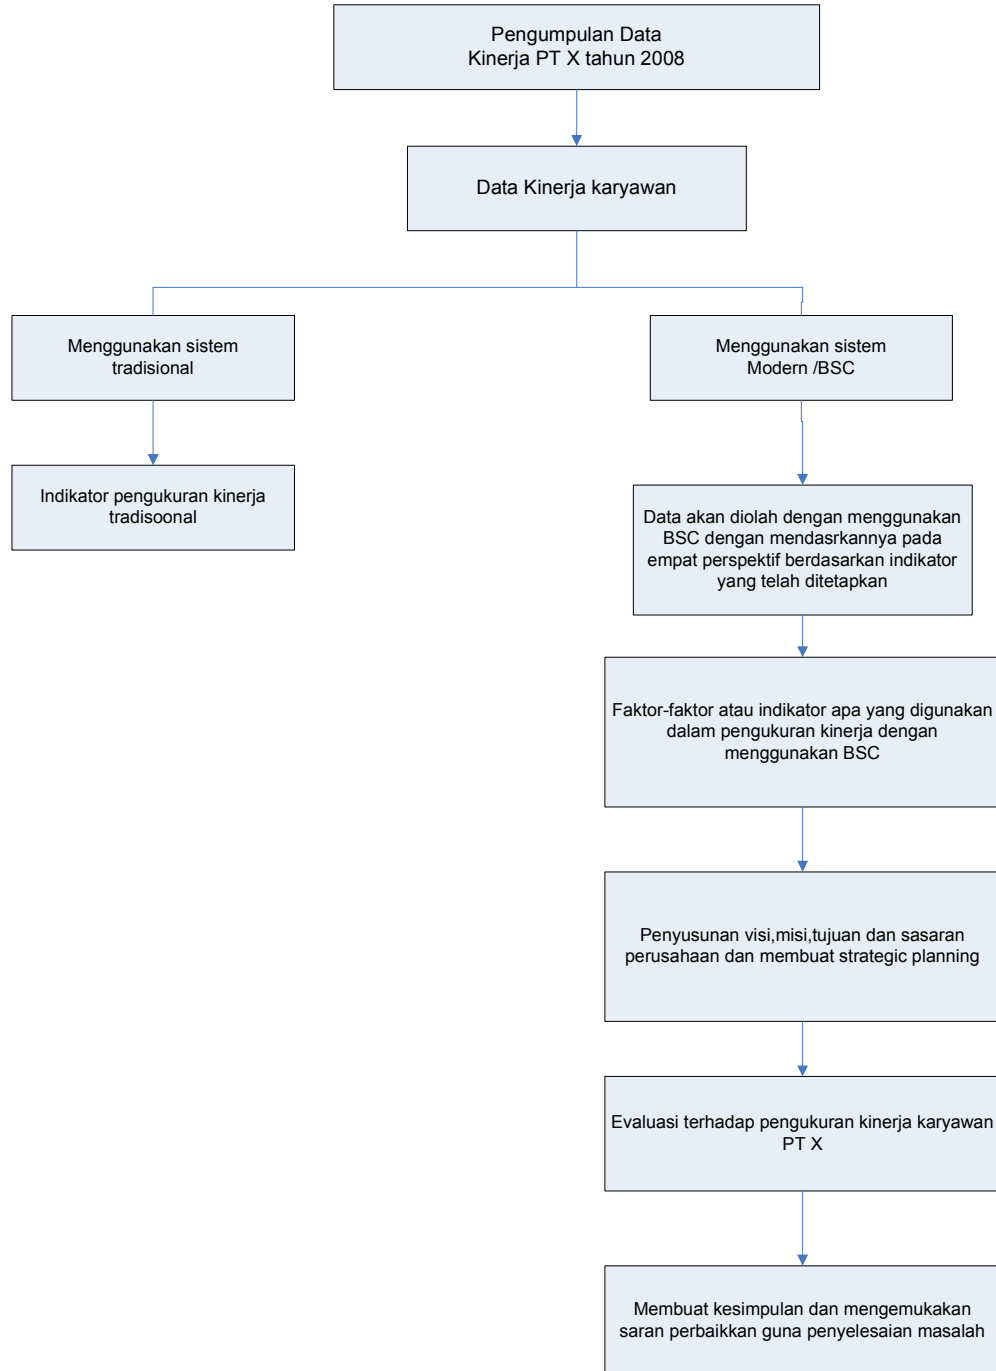 Pengumpulan Data
Kinerja PT X tahun 2008
Data Kinerja karyawan
Menggunakan sistem
tradisional
Menggunakan sistem
Modern /BSC
Indikator pengukuran kinerja
tradisoonal
Data akan diolah dengan menggunakan
BSC dengan mendasrkannya pada
empat perspektif berdasarkan indikator
yang telah ditetapkan
Faktor-faktor atau indikator apa yang digunakan
dalam pengukuran kinerja dengan
menggunakan BSC
Penyusunan visi,misi,tujuan dan sasaran
perusahaan dan membuat strategic planning
Evaluasi terhadap pengukuran kinerja karyawan
PT X
Membuat kesimpulan dan mengemukakan
saran perbaikkan guna penyelesaian masalah